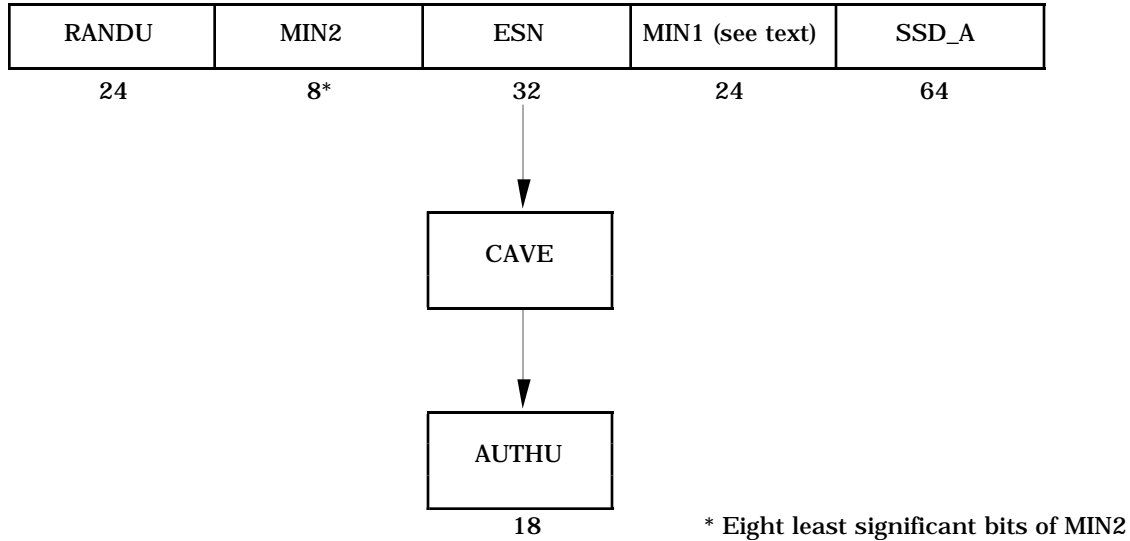 RANDU MIN2 ESN MIN1 (see text) SSD_A
24 8* 32 24 64
CAVE
AUTHU
18
* Eight least significant bits of MIN2